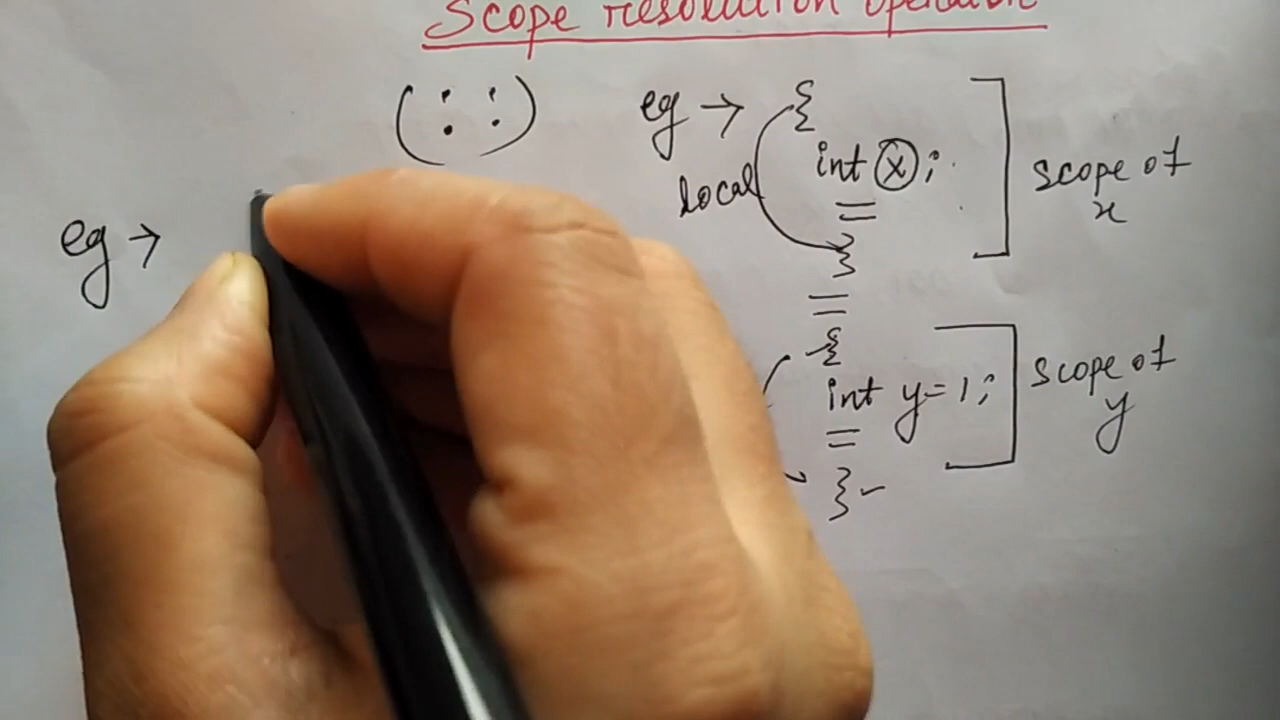 Scope resolution operator
(::)
eg → {
int x;
local
}
scope of
x
{
int y=1;
}
scope of
y
eg →